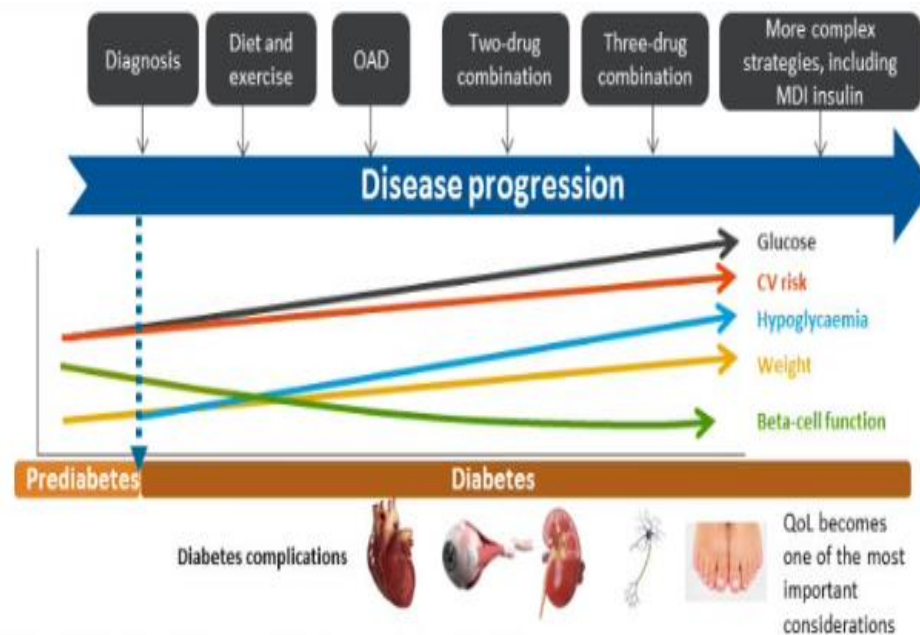 Diagnosis
Diet and
exercise
OAD
Two-drug
combination
Three-drug
combination
More complex
strategies, including
MDI insulin
Disease progression
Glucose
CV risk
Hypoglycaemia
Weight
Beta-cell function
Prediabetes
Diabetes
Diabetes complications
QoL becomes
one of the most
important
considerations